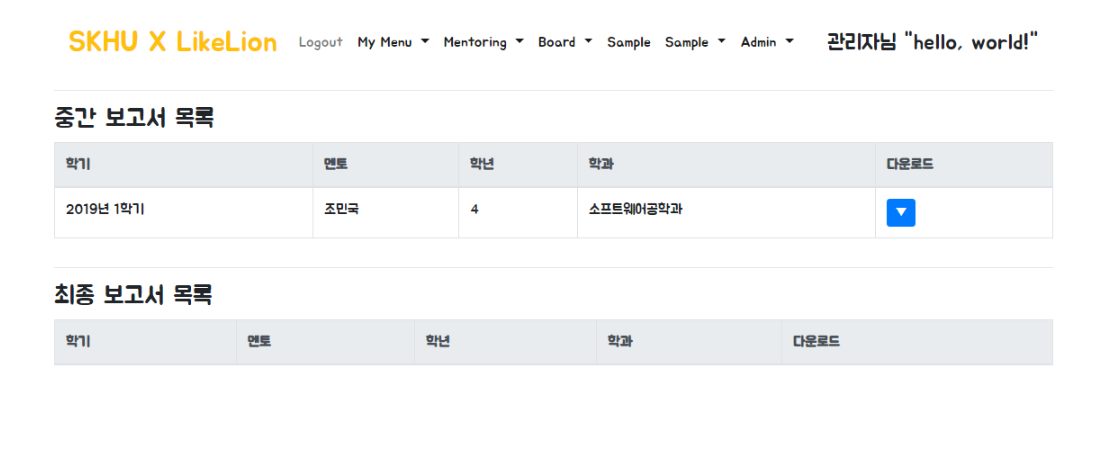 SKHU X LikeLion Logout My Menu Mentoring Board Sample Sample Admin 관리자님 "hello, world!"
중간 보고서 목록
학기 멘토 학년 학과 다운로드
2019년 1학기 조민국 4 소프트웨어공학과
최종 보고서 목록
학기 멘토 학년 학과 다운로드